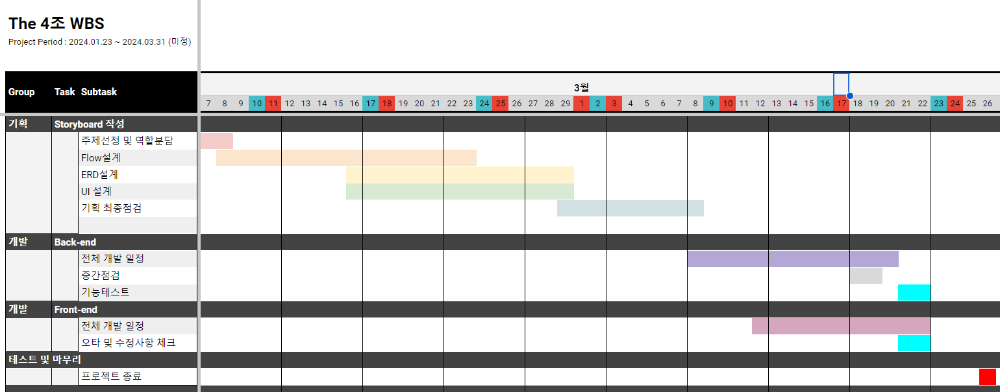 The 4조 WBS
Project Period : 2024.01.23 ~ 2024.03.31 (미정)
3월
Group Task Subtask
7 8 9 10 11 12 13 14 15 16 17 18 19 20 21 22 23 24 25 26 27 28 29 1 2 3 4 5 6 7 8 9 10 11 12 13 14 15 16 17 18 19 20 21 22 23 24 25 26
기획 Storyboard 작성
주제선정 및 역할분담
Flow설계
ERD설계
UI 설계
기획 최종점검
개발 Back-end
전체 개발 일정
중간점검
기능테스트
개발 Front-end
전체 개발 일정
오타 및 수정사항 체크
테스트 및 마무리
프로젝트 종료